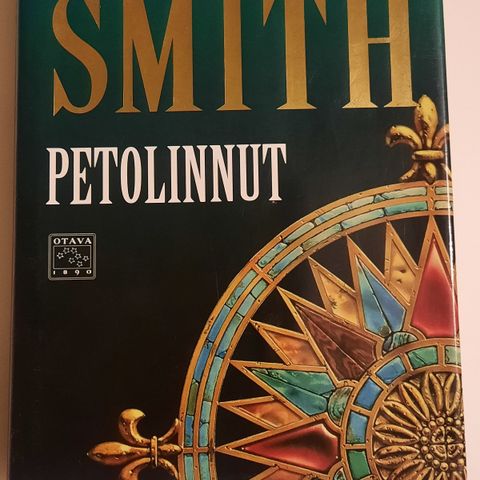 SMITH
PETOLINNUT
OTAVA
1890